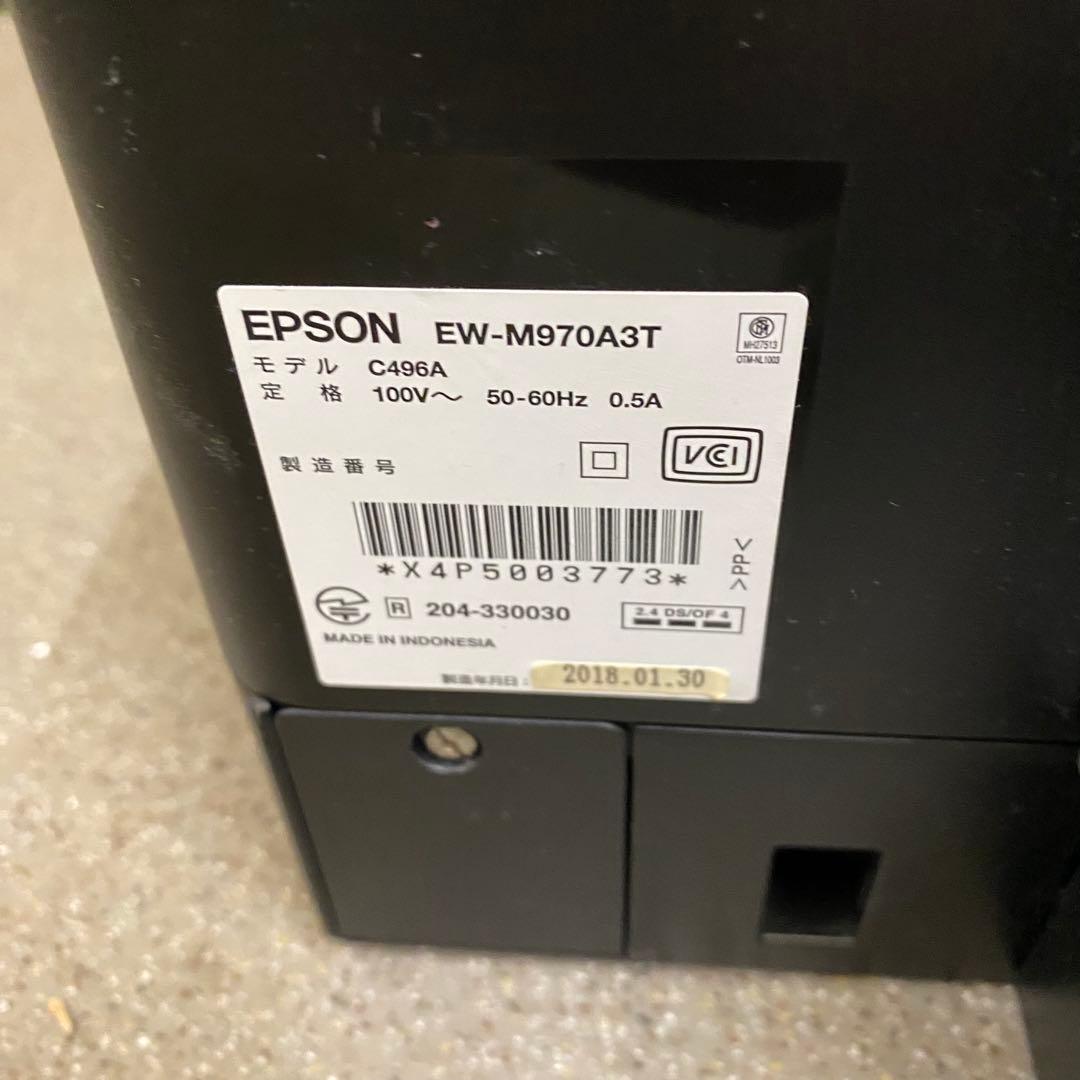 EPSON EW-M970A3T
MH27513
OTM-NL1003
モデル C496A
定格 100V〜 50-60Hz 0.5A
製造番号
VCCI
*X4P5003773*
>PP<
R 204-330030
2.4 DS/OF 4
MADE IN INDONESIA
製造年月日: 2018.01.30